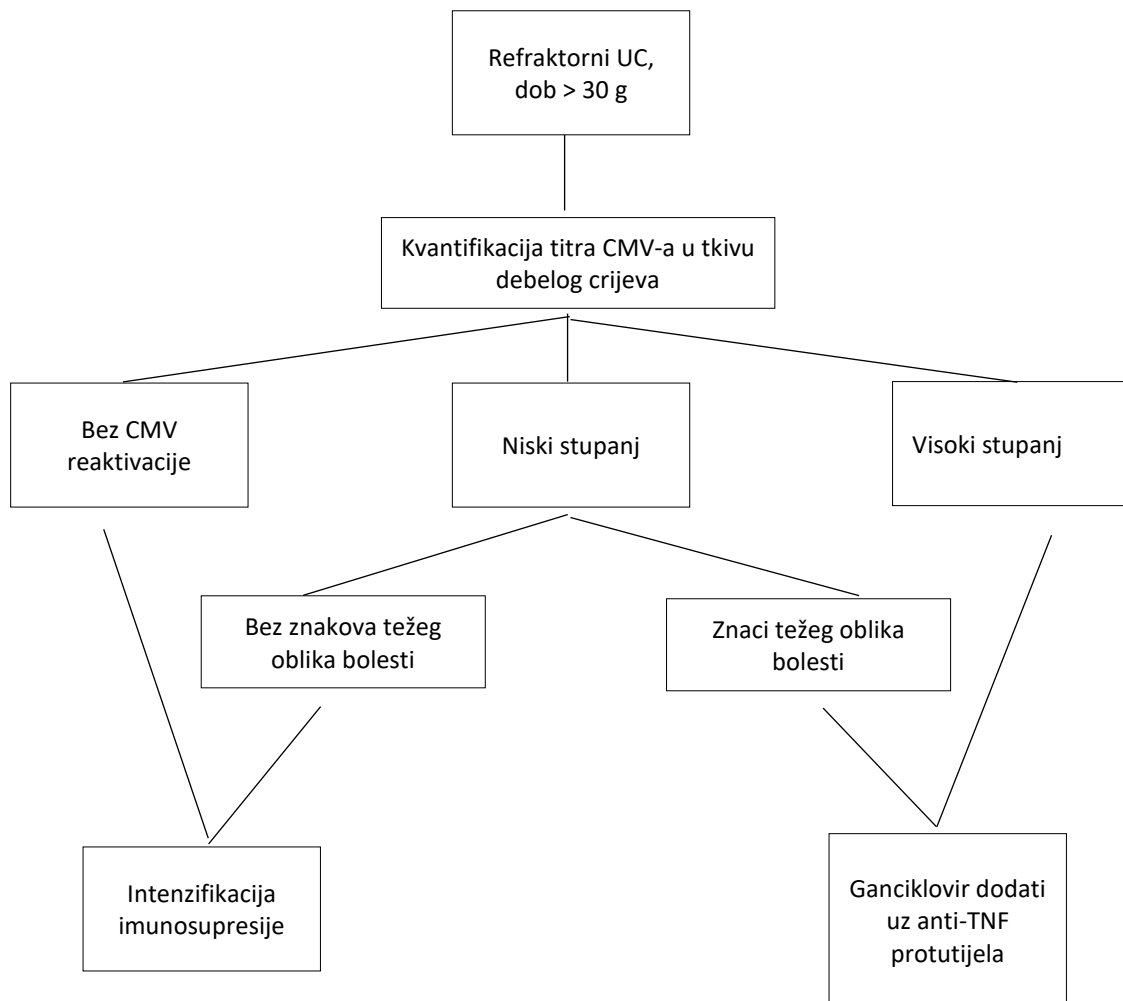 Refraktorni UC,
dob > 30 g
Kvantifikacija titra CMV-a u tkivu
debelog crijeva
Bez CMV
reaktivacije
Niski stupanj
Visoki stupanj
Bez znakova težeg
oblika bolesti
Znaci težeg oblika
bolesti
Intenzifikacija
imunosupresije
Ganciklovir dodati
uz anti-TNF
protutijela